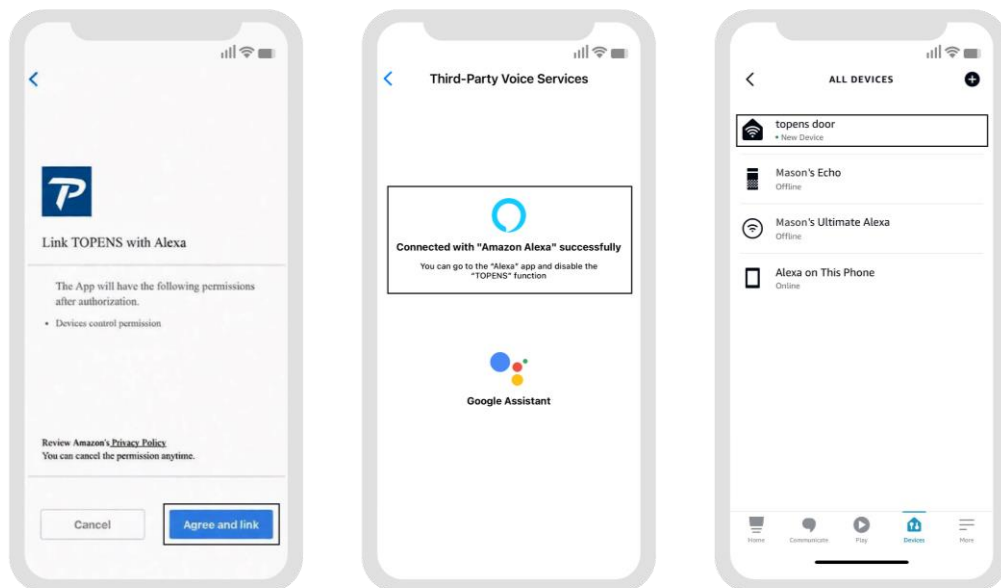 Link TOPENS with Alexa
The App will have the following permissions
after authorization.
• Devices control permission
Review Amazon's Privacy Policy
You can cancel the permission anytime.
Cancel
Agree and link
Third-Party Voice Services
Connected with "Amazon Alexa" successfully
You can go to the "Alexa" app and disable the
"TOPENS" function
Google Assistant
ALL DEVICES
topens door
• New Device
Mason's Echo
Offline
Mason's Ultimate Alexa
Offline
Alexa on This Phone
Online
Home
Communicate
Play
Devices
More